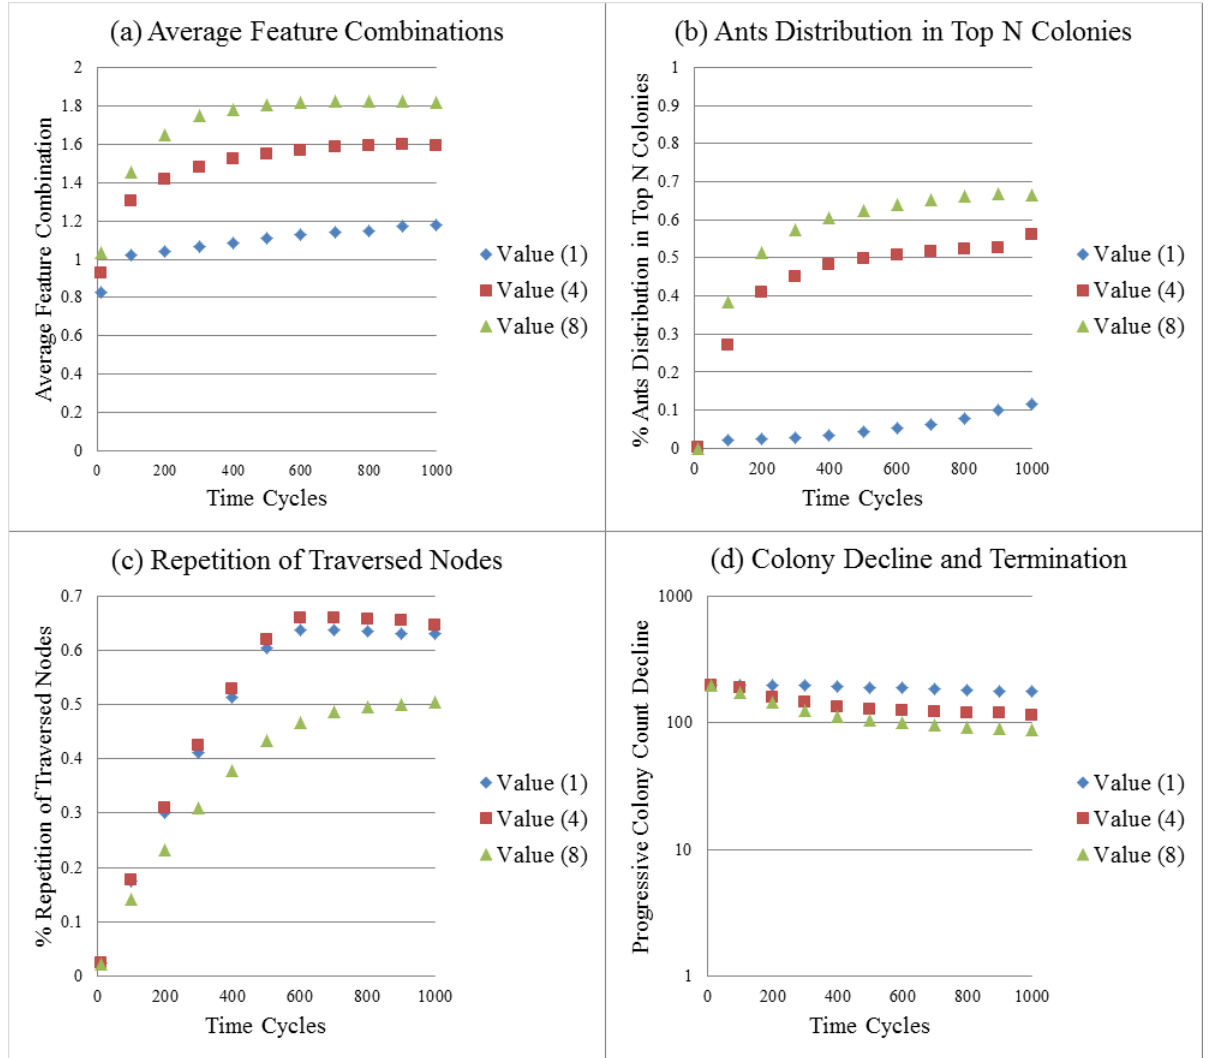 (a) Average Feature Combinations
Average Feature Combination
2
1.8
1.6
1.4
1.2
1
0.8
0.6
0.4
0.2
0
0 200 400 600 800 1000
Time Cycles
Value (1)
Value (4)
Value (8)
(b) Ants Distribution in Top N Colonies
% Ants Distribution in Top N Colonies
1
0.9
0.8
0.7
0.6
0.5
0.4
0.3
0.2
0.1
0
0 200 400 600 800 1000
Time Cycles
Value (1)
Value (4)
Value (8)
(c) Repetition of Traversed Nodes
% Repetition of Traversed Nodes
0.7
0.6
0.5
0.4
0.3
0.2
0.1
0
0 200 400 600 800 1000
Time Cycles
Value (1)
Value (4)
Value (8)
(d) Colony Decline and Termination
Progressive Colony Count Decline
1000
100
10
1
0 200 400 600 800 1000
Time Cycles
Value (1)
Value (4)
Value (8)